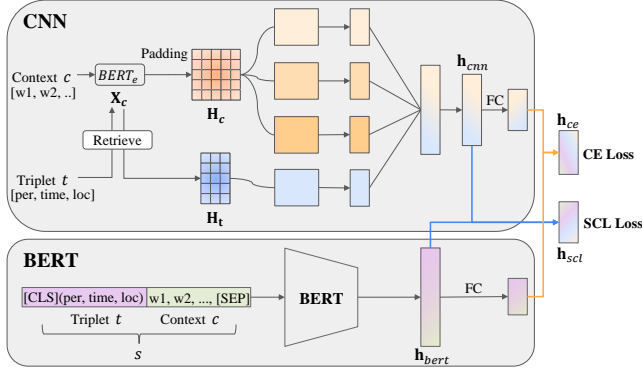 CNN
Padding
Context c
[w1, w2, ..]
BERT_e
X_c
H_c
Retrieve
Triplet t
[per, time, loc]
H_t
h_cnn
FC
h_ce
CE Loss
SCL Loss
h_scl
BERT
[CLS](per, time, loc) w1, w2, ..., [SEP]
Triplet t Context c
s
BERT
FC
h_bert